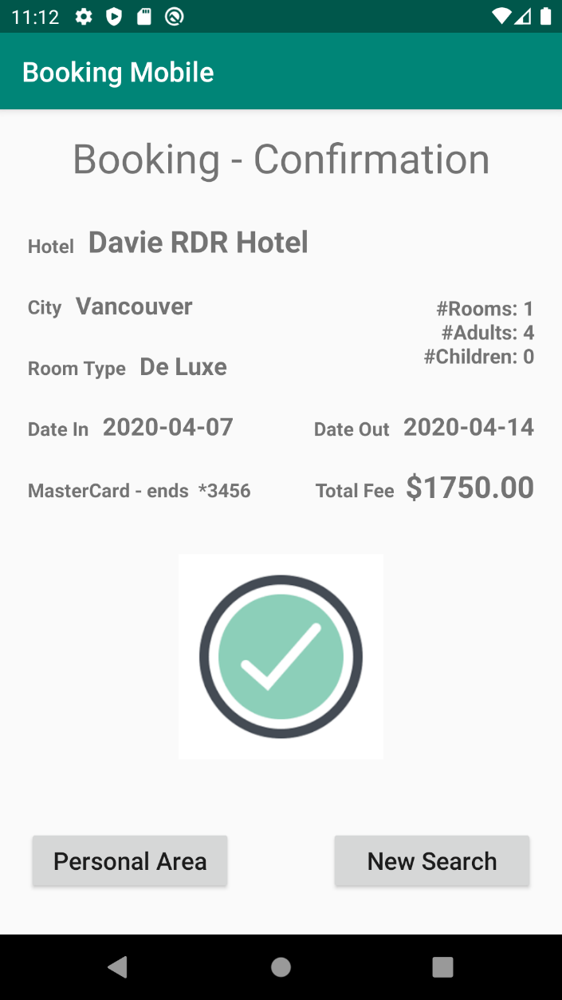 11:12
Booking Mobile
Booking - Confirmation
Hotel Davie RDR Hotel
City Vancouver
#Rooms: 1
#Adults: 4
#Children: 0
Room Type De Luxe
Date In 2020-04-07 Date Out 2020-04-14
MasterCard - ends *3456 Total Fee $1750.00
Personal Area New Search